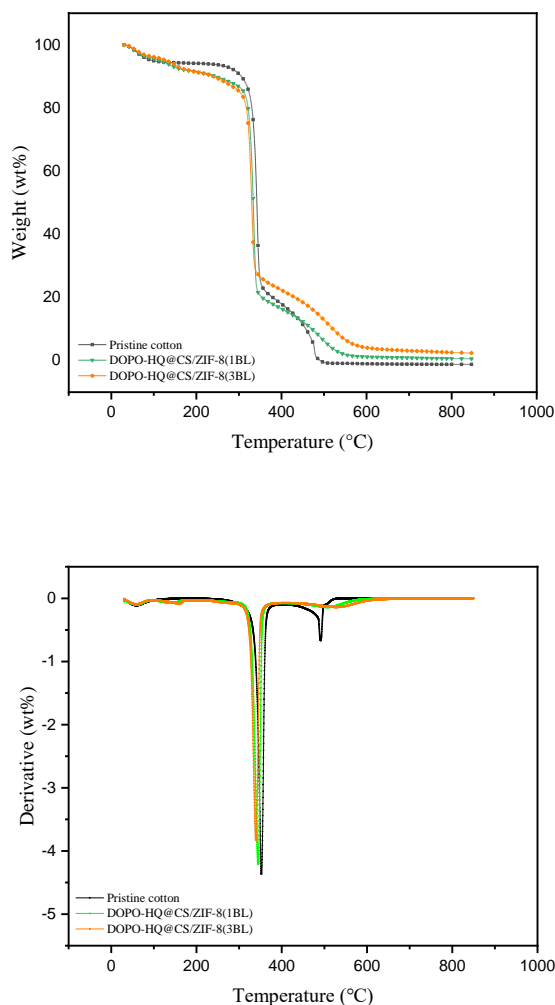 100
80
60
40
20
0
Weight (wt%)
Pristine cotton
DOPO-HQ@CS/ZIF-8(1BL)
DOPO-HQ@CS/ZIF-8(3BL)
0 200 400 600 800 1000
Temperature (°C)
0
-1
-2
-3
-4
-5
Derivative (wt%)
Pristine cotton
DOPO-HQ@CS/ZIF-8(1BL)
DOPO-HQ@CS/ZIF-8(3BL)
0 200 400 600 800 1000
Temperature (°C)